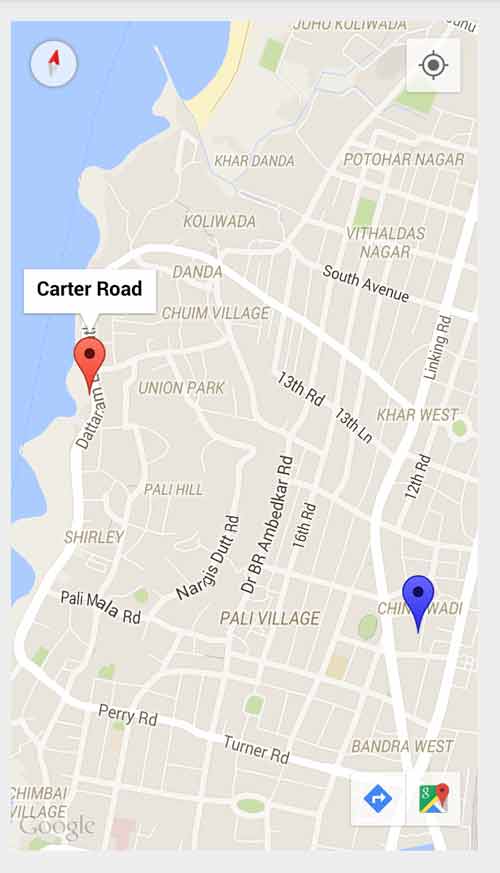 JUHU KOLIWADA
KHAR DANDA
POTOHAR NAGAR
KOLIWADA
VITHALDAS
NAGAR
DANDA
South Avenue
Carter Road
CHUIM VILLAGE
Linking Rd
UNION PARK
13th Rd
13th Ln
KHAR WEST
Dattaram
12th Rd
PALI HILL
Dr BR Ambedkar Rd
16th Rd
SHIRLEY
Nargis Dutt Rd
Pali Mala Rd
PALI VILLAGE
Perry Rd
Turner Rd
BANDRA WEST
CHIMBAI
VILLAGE
Google
8